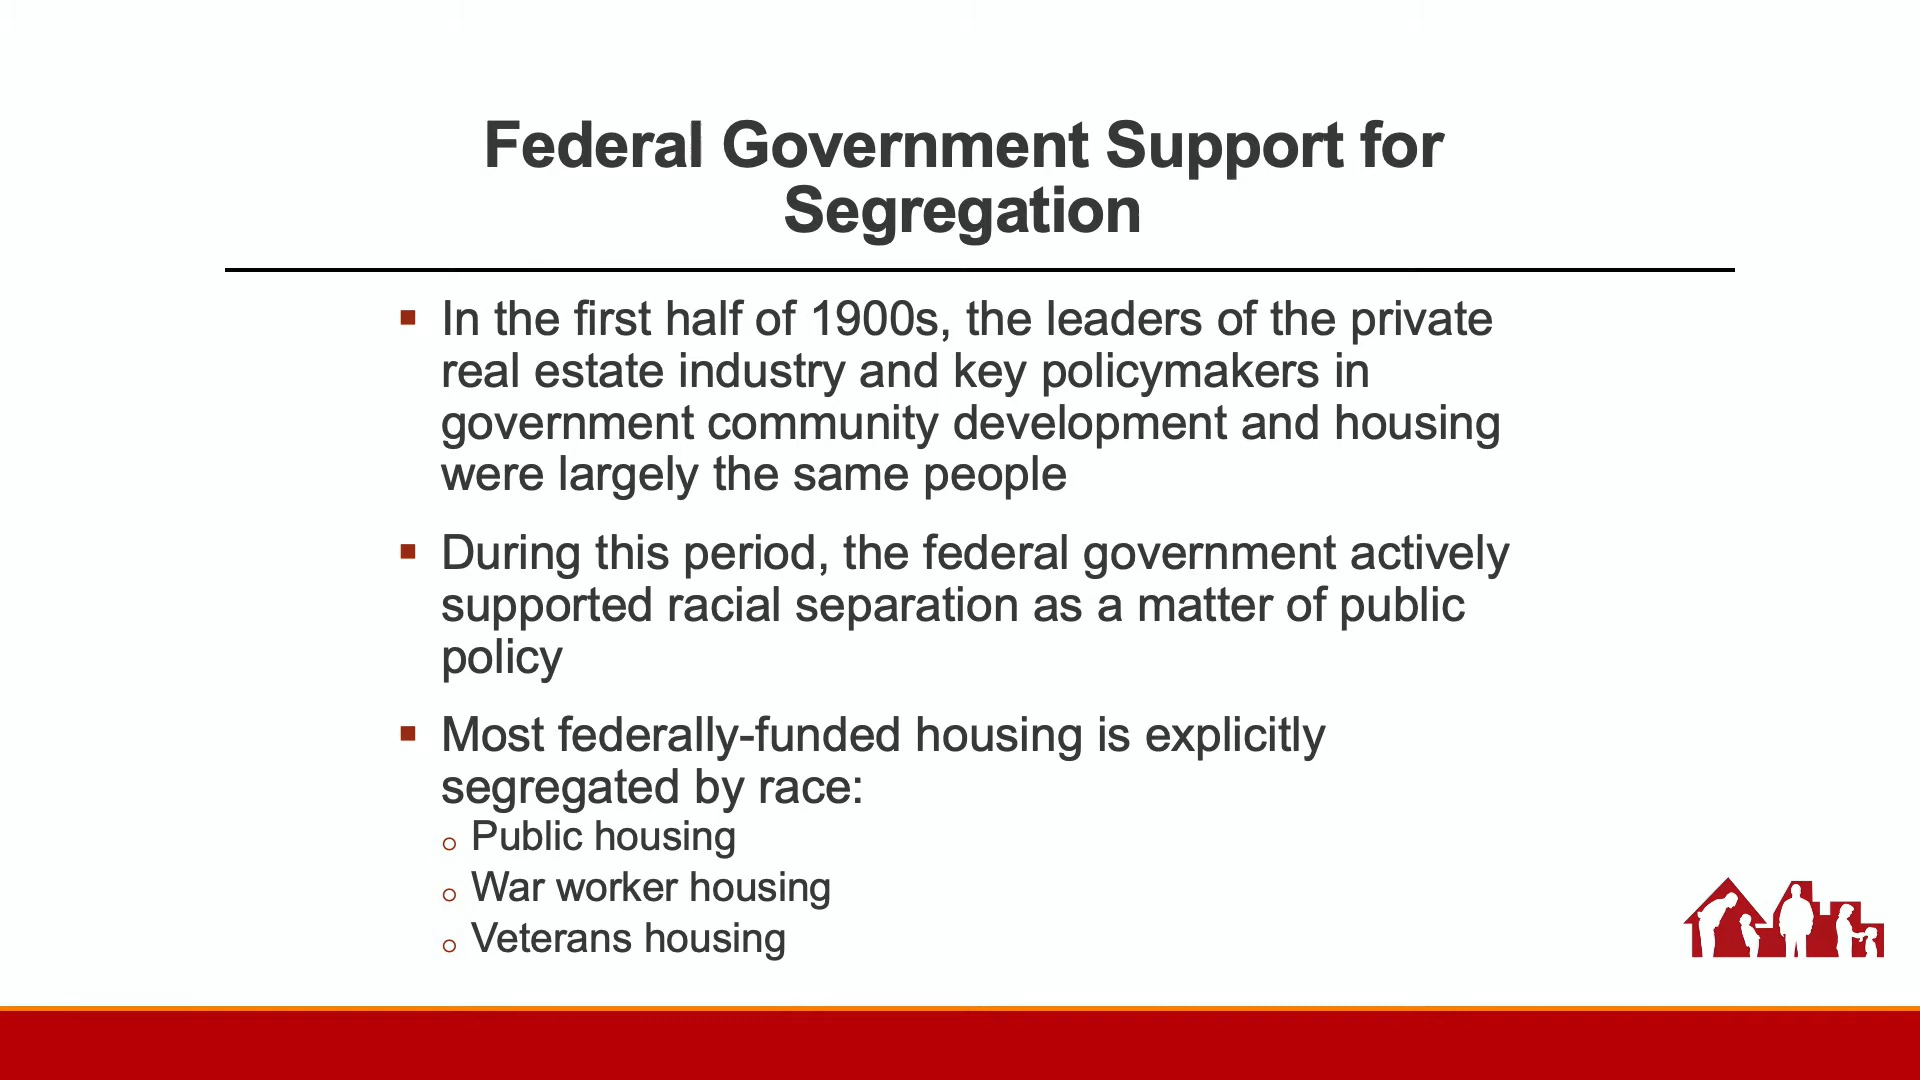 Federal Government Support for
Segregation
▪ In the first half of 1900s, the leaders of the private
real estate industry and key policymakers in
government community development and housing
were largely the same people
▪ During this period, the federal government actively
supported racial separation as a matter of public
policy
▪ Most federally-funded housing is explicitly
segregated by race:
o Public housing
o War worker housing
o Veterans housing